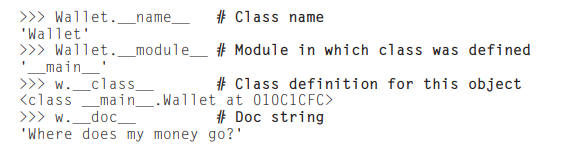 >>> Wallet.__name__ # Class name
'Wallet'
>>> Wallet.__module__ # Module in which class was defined
'__main__'
>>> w.__class__ # Class definition for this object
<class __main__.Wallet at 010C1CFC>
>>> w.__doc__ # Doc string
'Where does my money go?'